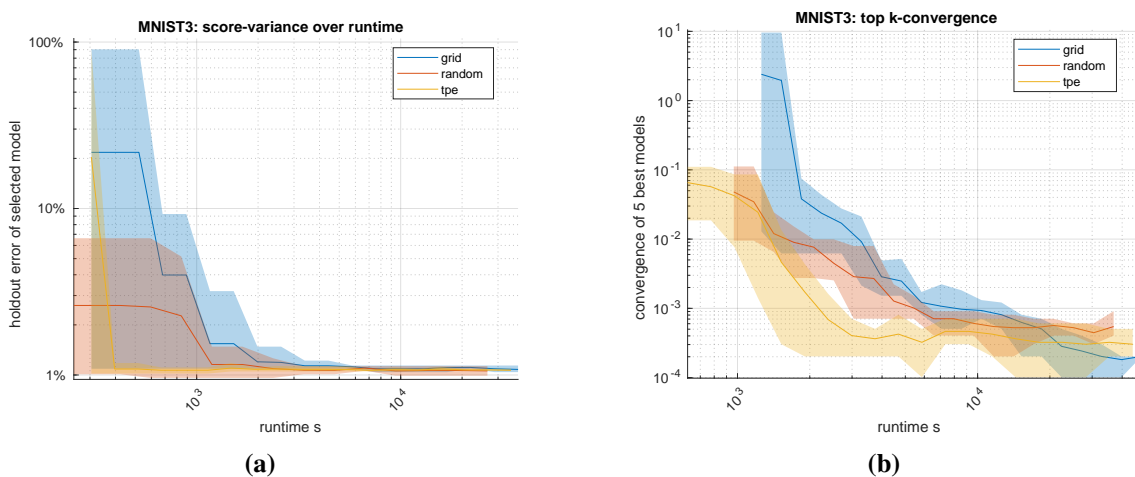 MNIST3: score-variance over runtime
100%
10%
1%
holdout error of selected model
grid
random
tpe
10³
10⁴
runtime s
(a)
MNIST3: top k-convergence
10¹
10⁰
10⁻¹
10⁻²
10⁻³
10⁻⁴
convergence of 5 best models
grid
random
tpe
10³
10⁴
runtime s
(b)